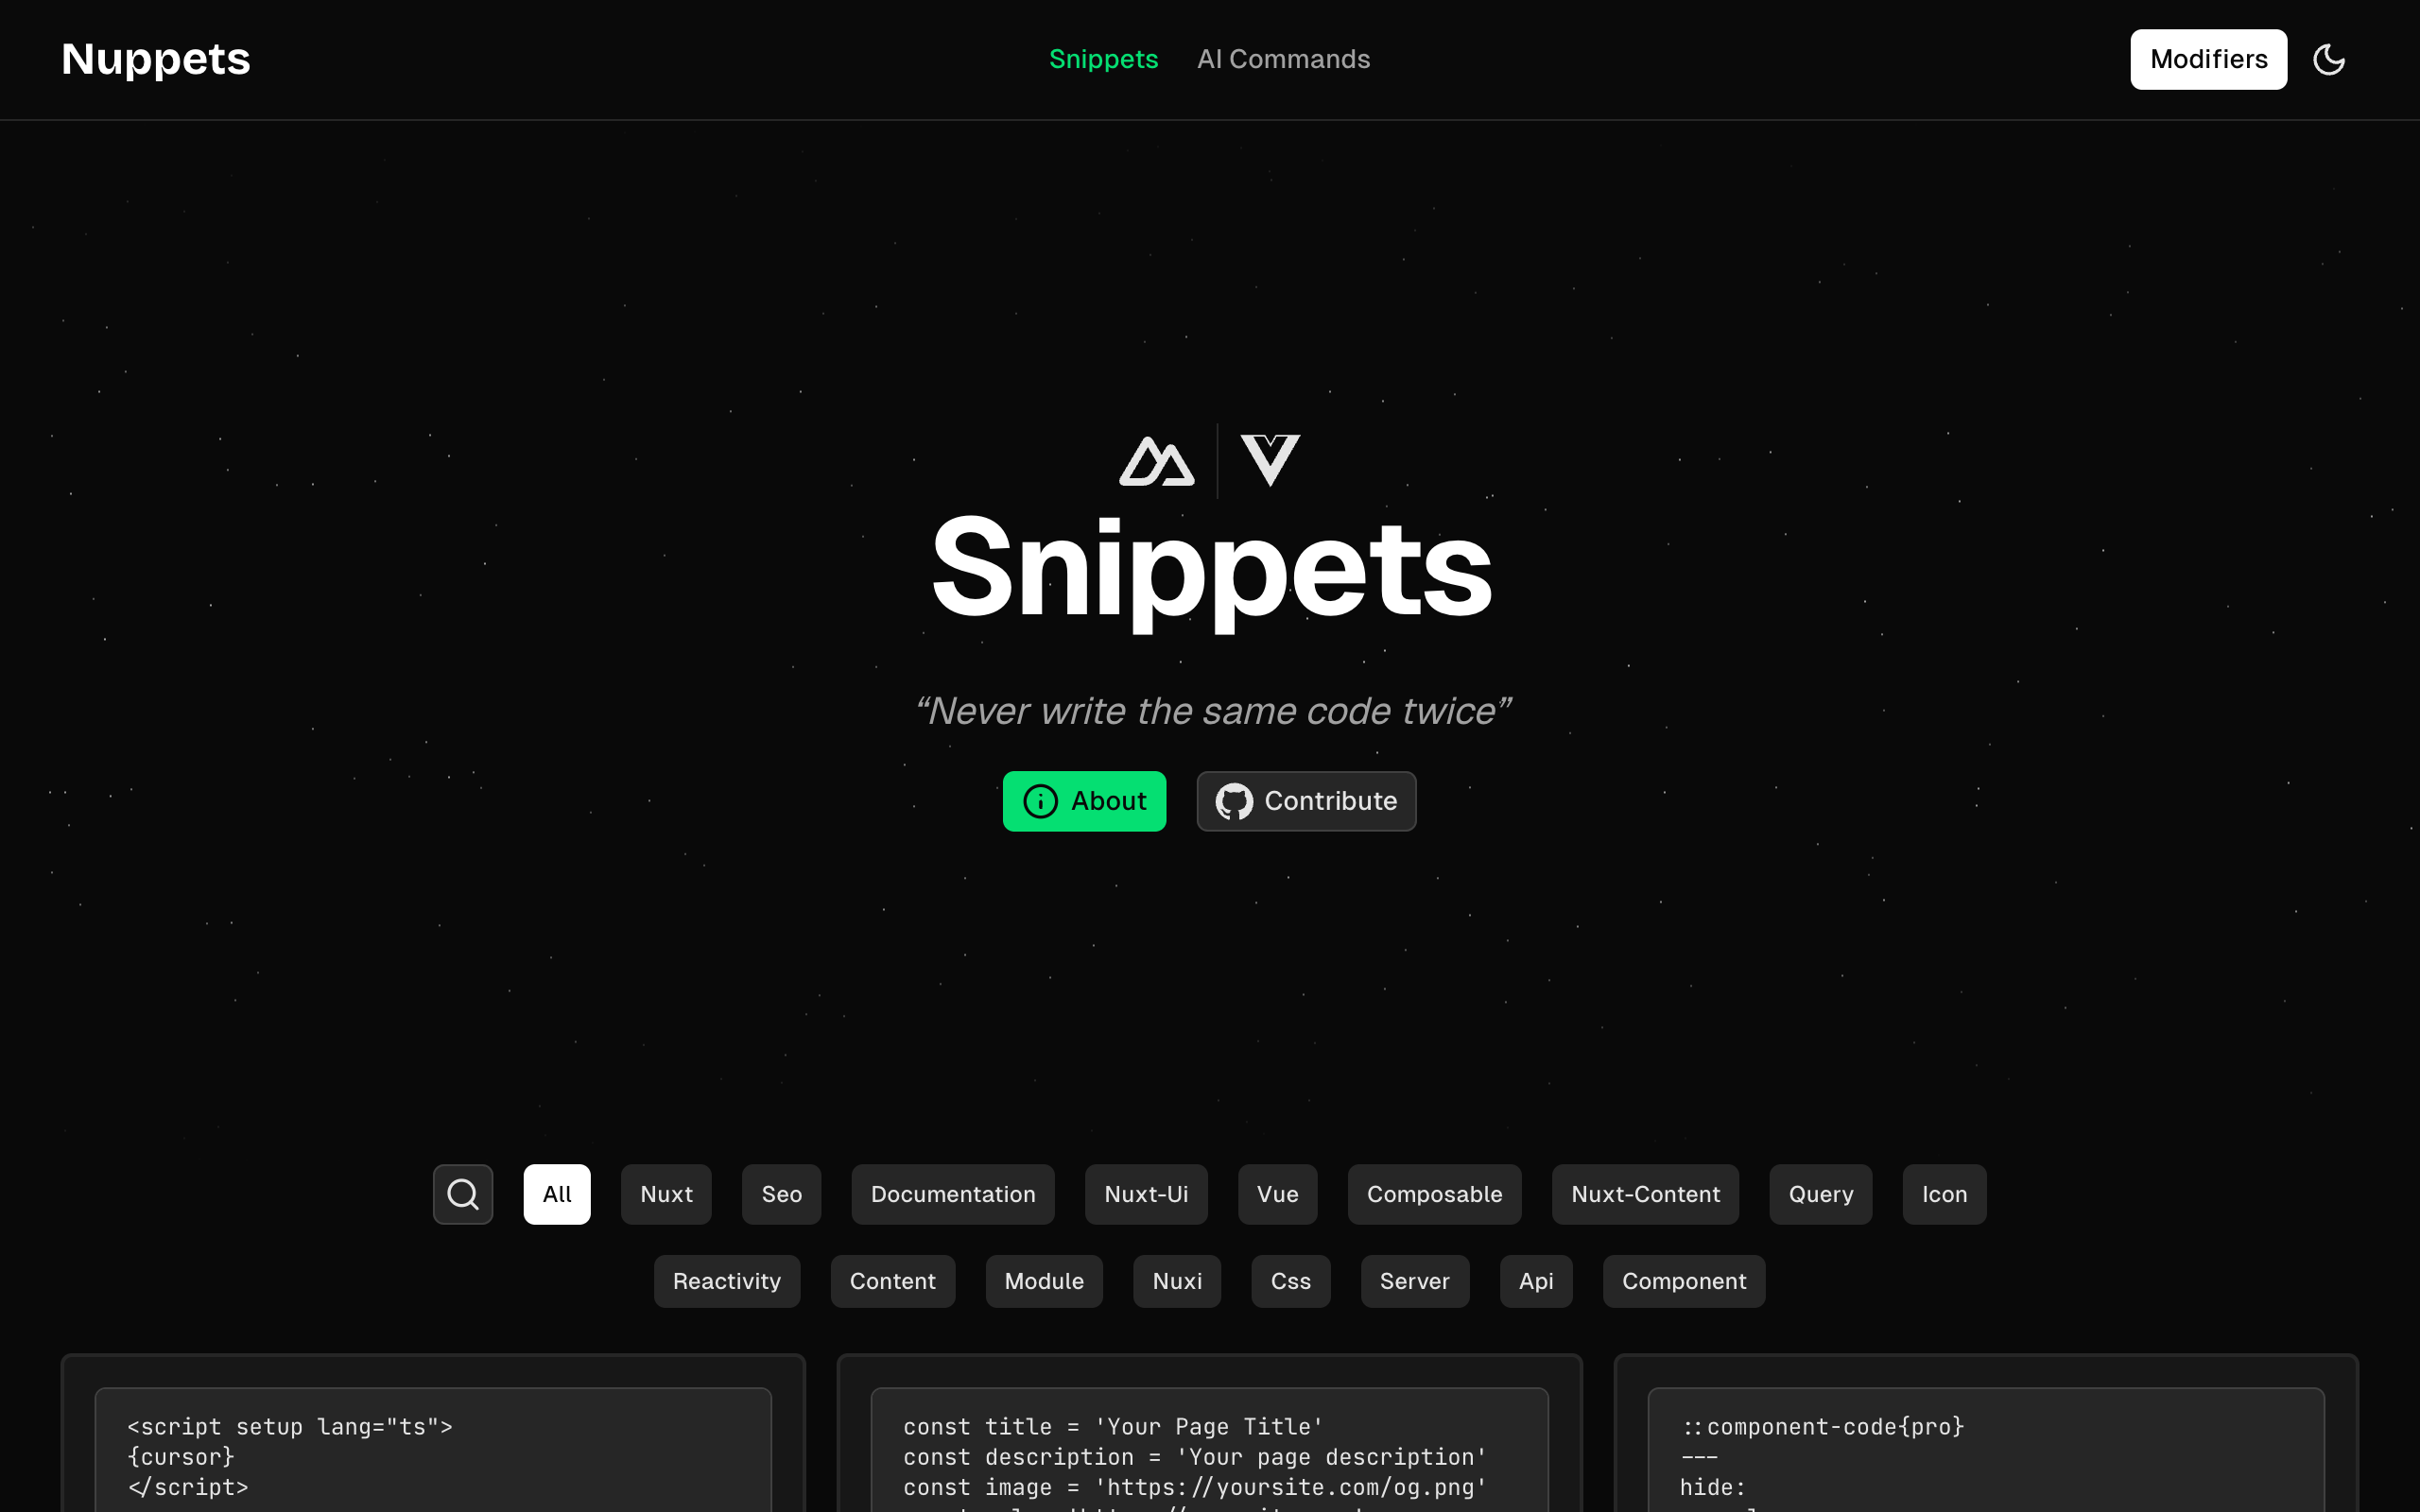 Nuppets
Snippets AI Commands
Modifiers
Snippets
“Never write the same code twice”
About Contribute
All Nuxt Seo Documentation Nuxt-Ui Vue Composable Nuxt-Content Query Icon
Reactivity Content Module Nuxi Css Server Api Component
<script setup lang="ts">
{cursor}
</script>
const title = 'Your Page Title'
const description = 'Your page description'
const image = 'https://yoursite.com/og.png'
::component-code{pro}
---
hide: